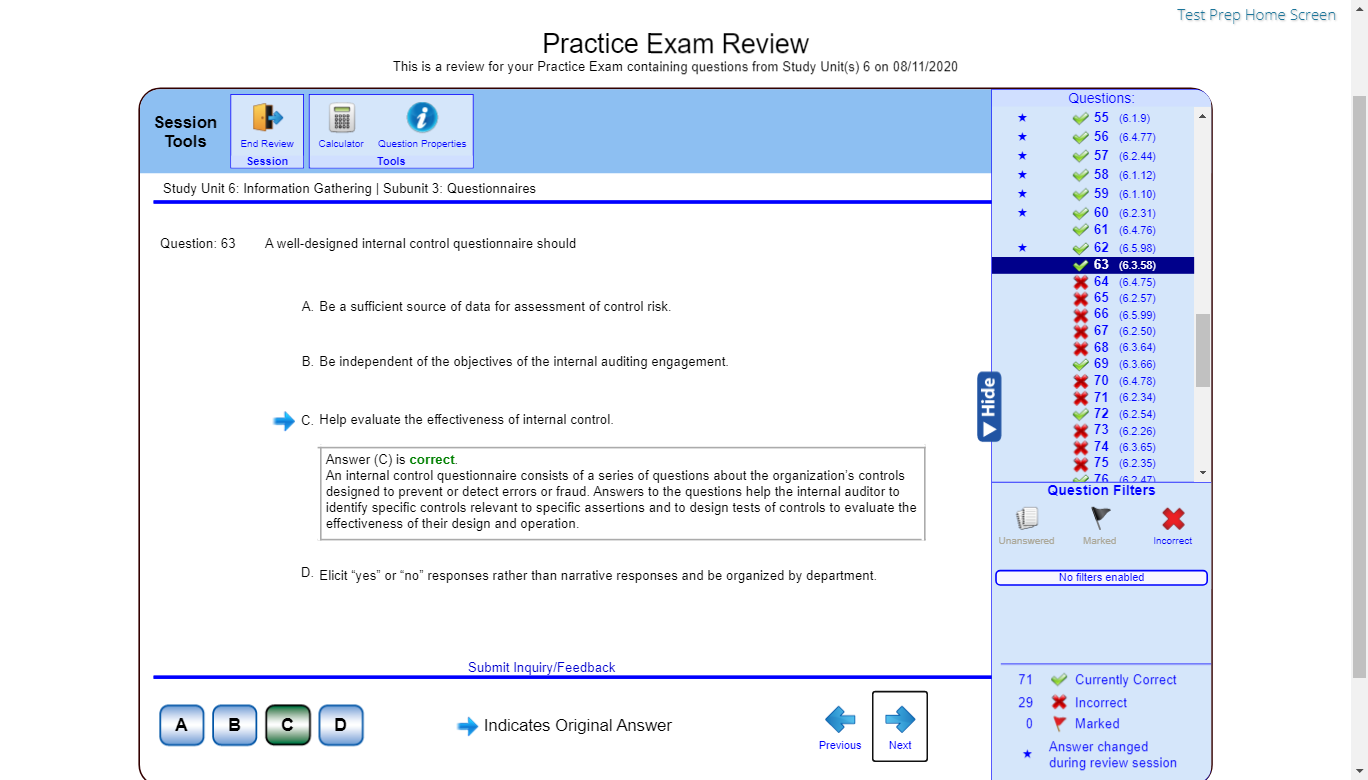 Test Prep Home Screen
Practice Exam Review
This is a review for your Practice Exam containing questions from Study Unit(s) 6 on 08/11/2020
Session
Tools
End Review
Session
Calculator
Question Properties
Tools
Study Unit 6: Information Gathering | Subunit 3: Questionnaires
Question: 63 A well-designed internal control questionnaire should
A. Be a sufficient source of data for assessment of control risk.
B. Be independent of the objectives of the internal auditing engagement.
C. Help evaluate the effectiveness of internal control.
Answer (C) is correct.
An internal control questionnaire consists of a series of questions about the organization's controls
designed to prevent or detect errors or fraud. Answers to the questions help the internal auditor to
identify specific controls relevant to specific assertions and to design tests of controls to evaluate the
effectiveness of their design and operation.
D. Elicit “yes” or “no” responses rather than narrative responses and be organized by department.
Submit Inquiry/Feedback
A B C D
Indicates Original Answer
Previous
Next
Hide
Questions:
★ 55 (6.1.9)
★ 56 (6.4.77)
★ 57 (6.2.44)
★ 58 (6.1.12)
★ 59 (6.1.10)
★ 60 (6.2.31)
61 (6.4.76)
★ 62 (6.5.98)
63 (6.3.58)
64 (6.4.75)
65 (6.2.57)
66 (6.5.99)
67 (6.2.50)
68 (6.3.64)
69 (6.3.66)
70 (6.4.78)
71 (6.2.34)
72 (6.2.54)
73 (6.2.26)
74 (6.3.65)
75 (6.2.35)
76 (6.2.47)
Question Filters
Unanswered
Marked
Incorrect
No filters enabled
71 Currently Correct
29 Incorrect
0 Marked
★ Answer changed
during review session